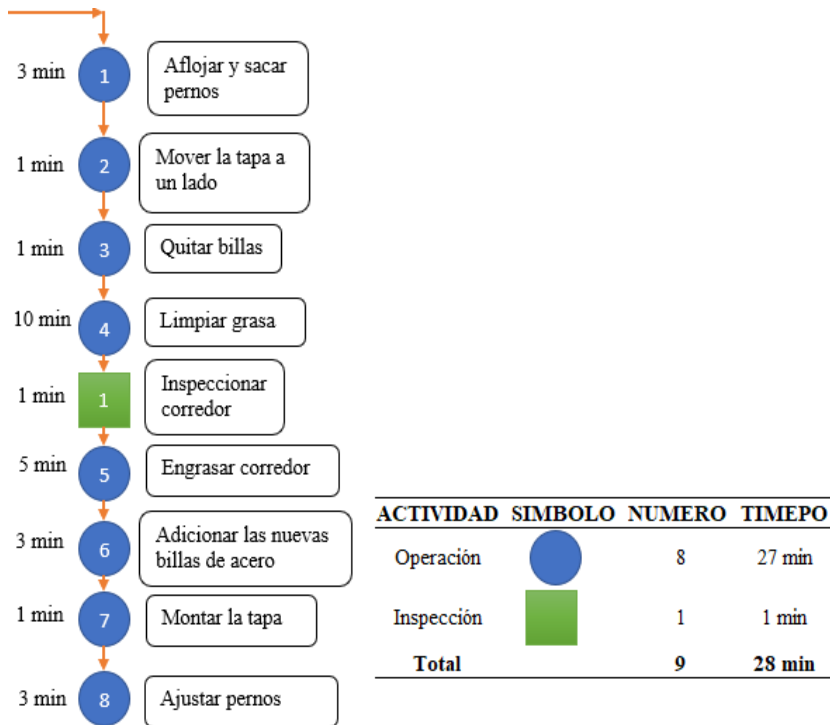 3 min
1
Aflojar y sacar
pernos
1 min
2
Mover la tapa a
un lado
1 min
3
Quitar billas
10 min
4
Limpiar grasa
1 min
1
Inspeccionar
corredor
5 min
5
Engrasar corredor
3 min
6
Adicionar las nuevas
billas de acero
1 min
7
Montar la tapa
3 min
8
Ajustar pernos
ACTIVIDAD SIMBOLO NUMERO TIMEPO
Operación 8 27 min
Inspección 1 1 min
Total 9 28 min